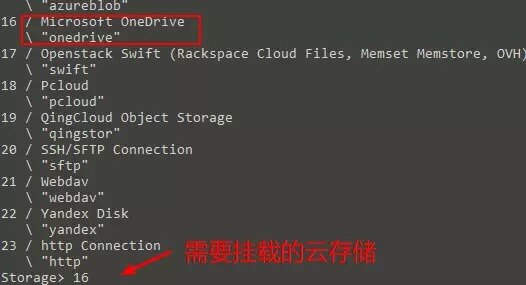 \ "azureblob"
16 / Microsoft OneDrive
\ "onedrive"
17 / Openstack Swift (Rackspace Cloud Files, Memset Memstore, OVH)
\ "swift"
18 / Pcloud
\ "pcloud"
19 / QingCloud Object Storage
\ "qingstor"
20 / SSH/SFTP Connection
\ "sftp"
21 / Webdav
\ "webdav"
22 / Yandex Disk
\ "yandex"
23 / http Connection
\ "http"
需要挂载的云存储
Storage> 16